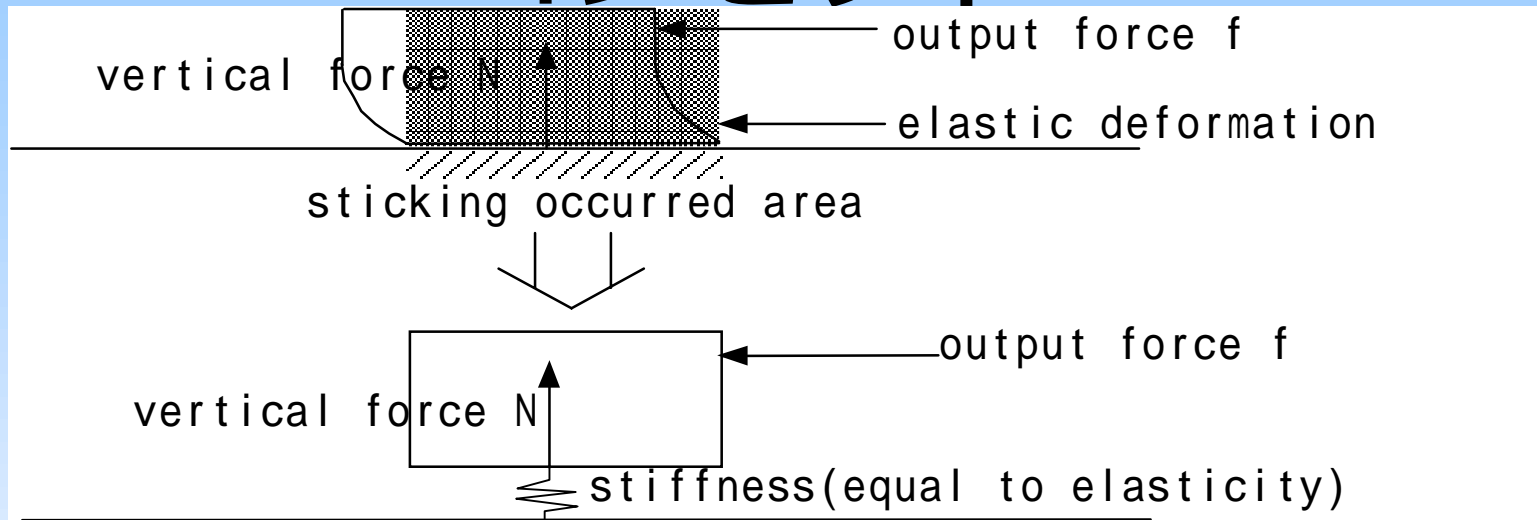 output force f
vertical force N
elastic deformation
sticking occurred area
output force f
vertical force N
stiffness(equal to elasticity)